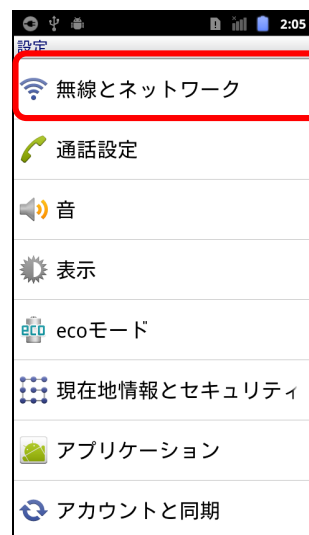 2:05
設定
無線とネットワーク
通話設定
音
表示
eco
ecoモード
現在地情報とセキュリティ
アプリケーション
アカウントと同期